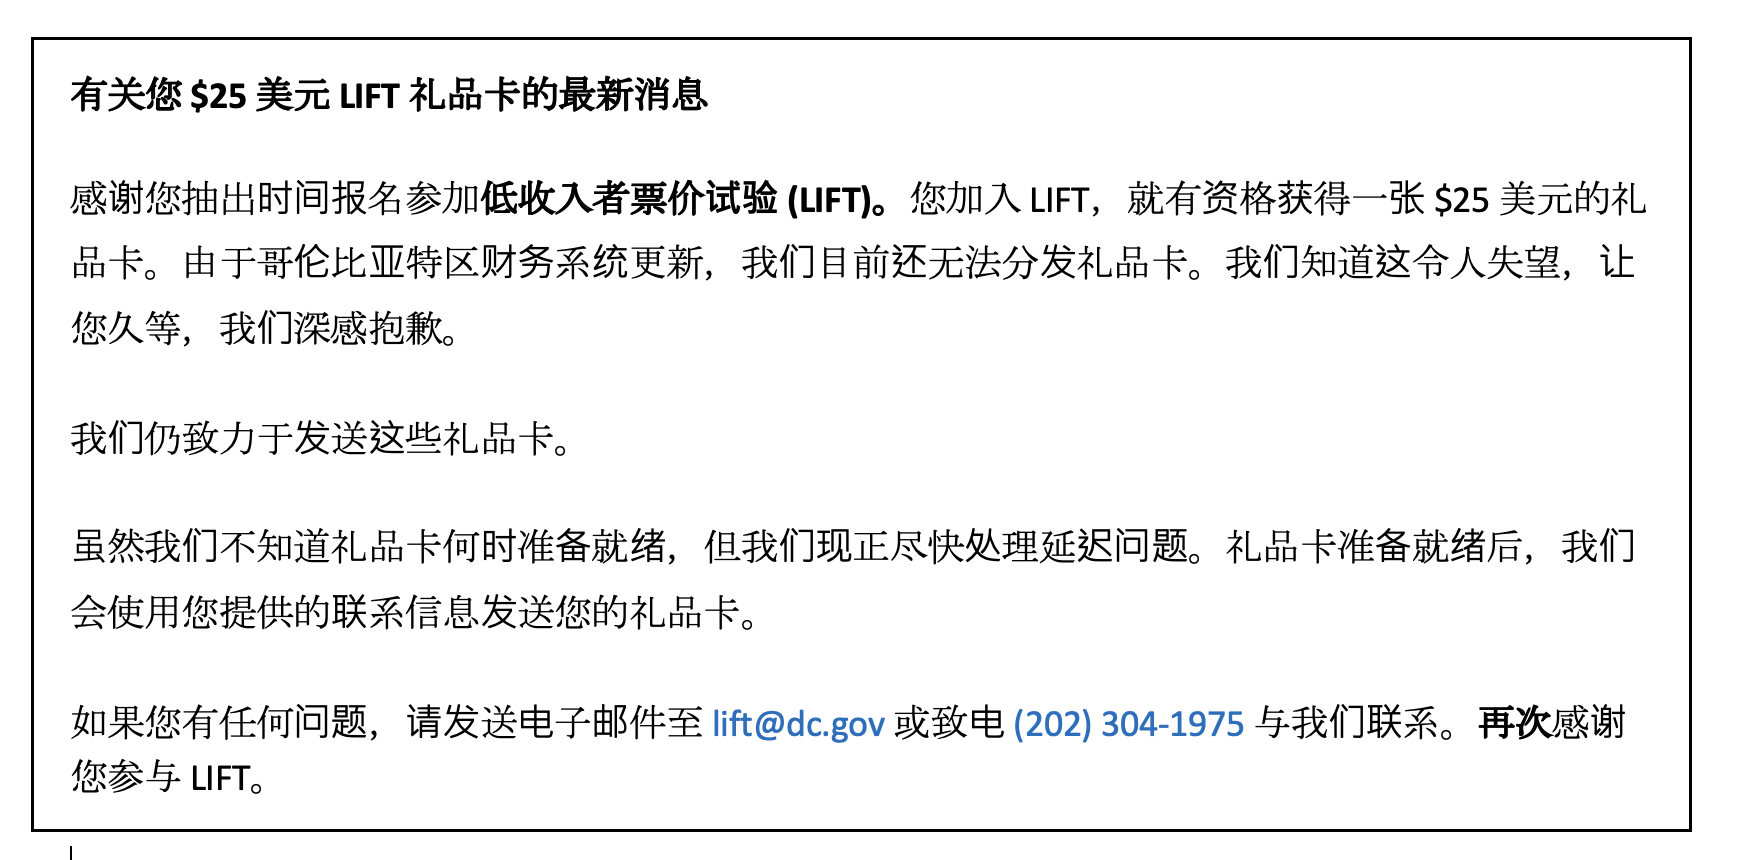 有关您 $25 美元 LIFT 礼品卡的最新消息
感谢您抽出时间报名参加低收入者票价试验 (LIFT)。您加入 LIFT，就有资格获得一张 $25 美元的礼
品卡。由于哥伦比亚特区财务系统更新，我们目前还无法分发礼品卡。我们知道这令人失望，让
您久等，我们深感抱歉。
我们仍致力于发送这些礼品卡。
虽然我们不知道礼品卡何时准备就绪，但我们现正尽快处理延迟问题。礼品卡准备就绪后，我们
会使用您提供的联系信息发送您的礼品卡。
如果您有任何问题，请发送电子邮件至 lift@dc.gov 或致电 (202) 304-1975 与我们联系。再次感谢
您参与 LIFT。